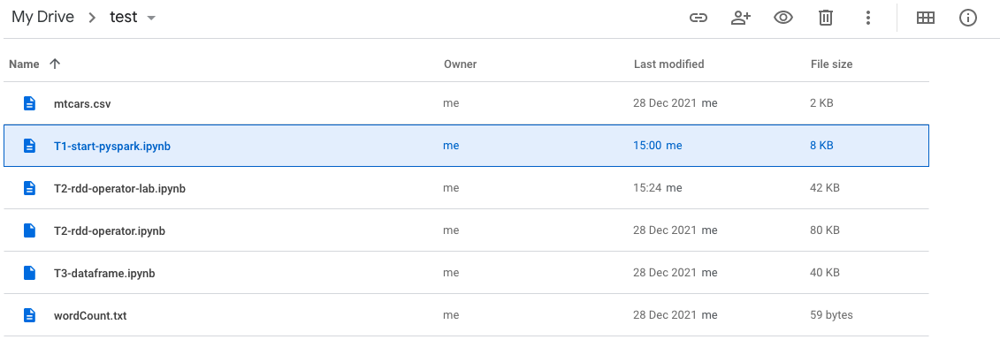 My Drive > test
Name Owner Last modified File size
mtcars.csv me 28 Dec 2021 me 2 KB
T1-start-pyspark.ipynb me 15:00 me 8 KB
T2-rdd-operator-lab.ipynb me 15:24 me 42 KB
T2-rdd-operator.ipynb me 28 Dec 2021 me 80 KB
T3-dataframe.ipynb me 28 Dec 2021 me 40 KB
wordCount.txt me 28 Dec 2021 me 59 bytes